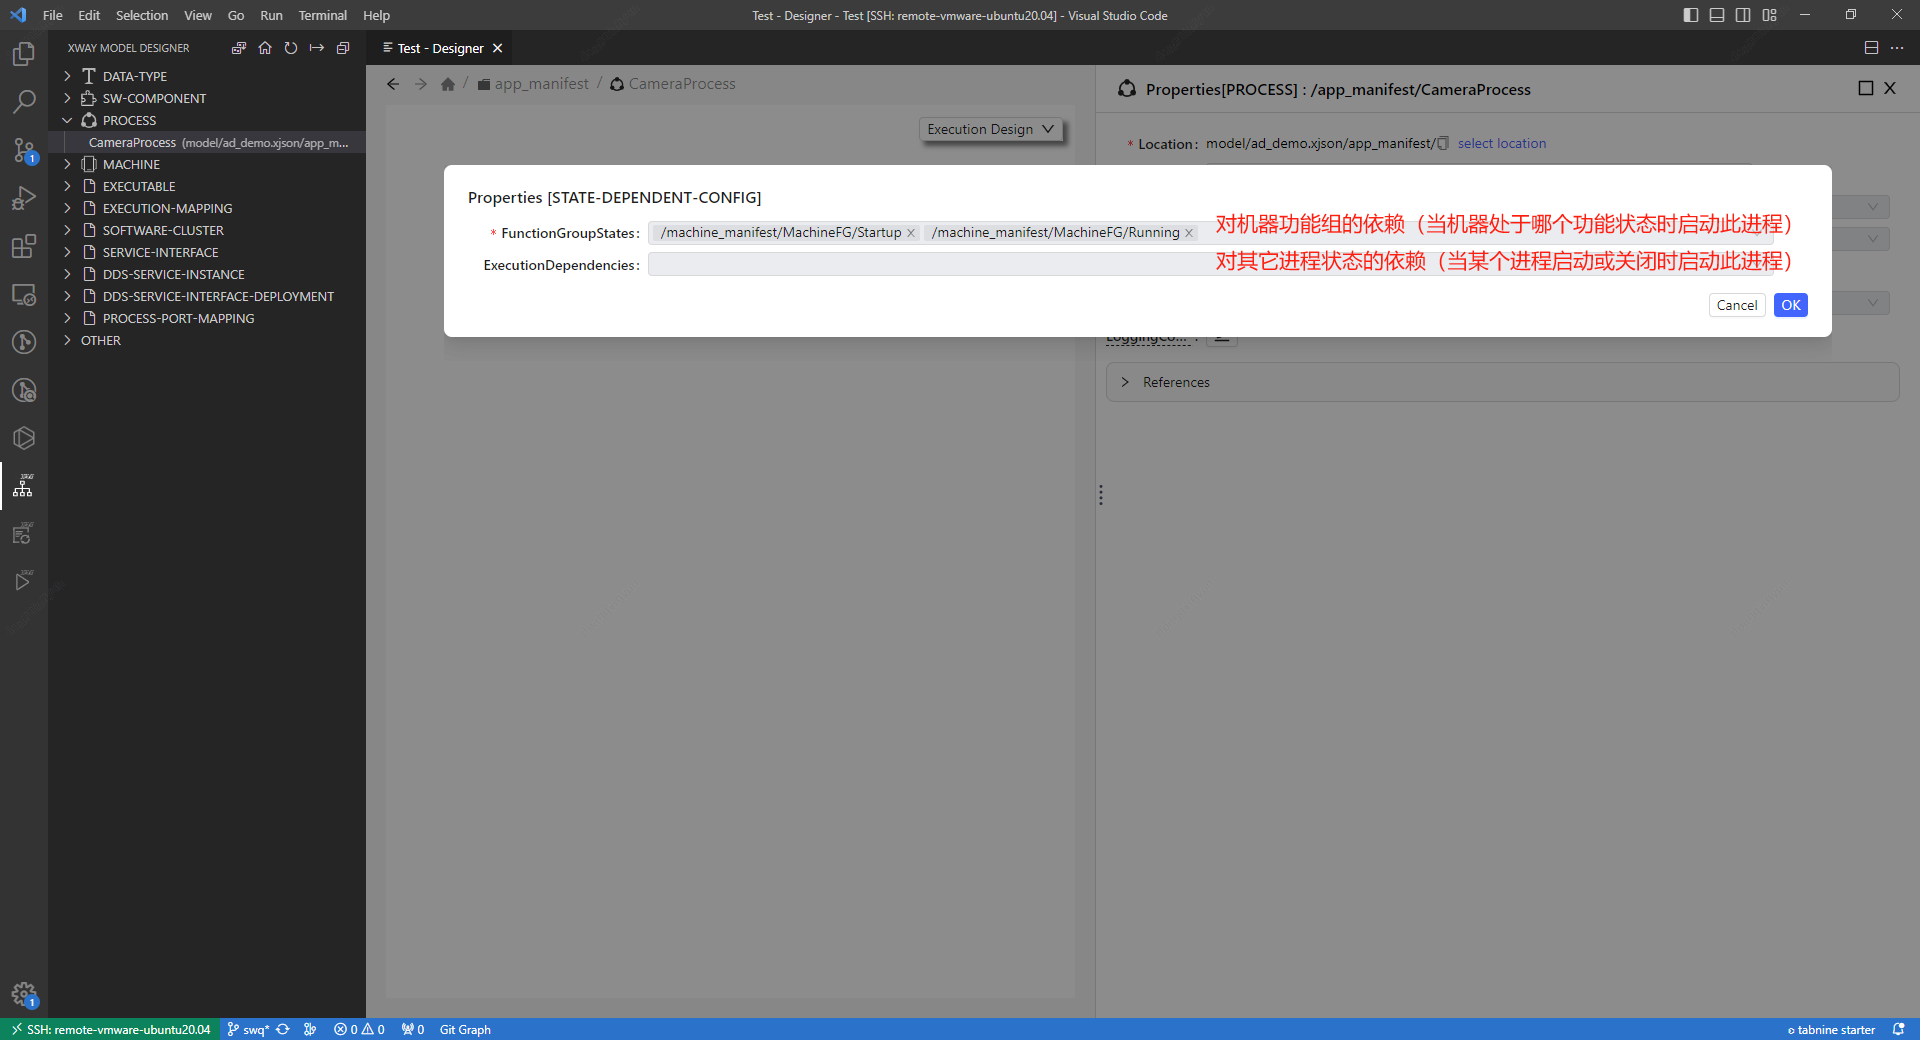 File Edit Selection View Go Run Terminal Help
Test - Designer - Test [SSH: remote-vmware-ubuntu20.04] - Visual Studio Code
XWAY MODEL DESIGNER
DATA-TYPE
SW-COMPONENT
PROCESS
CameraProcess (model/ad_demo.xjson/app_m...
MACHINE
EXECUTABLE
EXECUTION-MAPPING
SOFTWARE-CLUSTER
SERVICE-INTERFACE
DDS-SERVICE-INSTANCE
DDS-SERVICE-INTERFACE-DEPLOYMENT
PROCESS-PORT-MAPPING
OTHER
Test - Designer
/ app_manifest / CameraProcess
Execution Design
Properties[PROCESS] : /app_manifest/CameraProcess
* Location: model/ad_demo.xjson/app_manifest/ select location
Properties [STATE-DEPENDENT-CONFIG]
* FunctionGroupStates: /machine_manifest/MachineFG/Startup × /machine_manifest/MachineFG/Running × 对机器功能组的依赖（当机器处于哪个功能状态时启动此进程）
ExecutionDependencies: 对其它进程状态的依赖（当某个进程启动或关闭时启动此进程）
Cancel OK
LoggingCo... :
References
1
1
SSH: remote-vmware-ubuntu20.04 swq* 0 0 0 Git Graph
tabnine starter